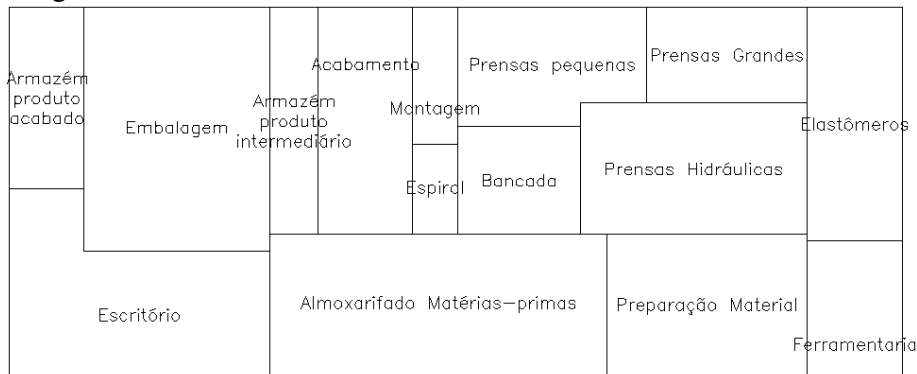 Armazém
produto
acabado
Embalagem
Armazém
produto
intermediário
Acabamento
Montagem
Espiral
Prensas pequenas
Bancada
Prensas Grandes
Prensas Hidráulicas
Elastômeros
Escritório
Almoxarifado Matérias-primas
Preparação Material
Ferramentaria